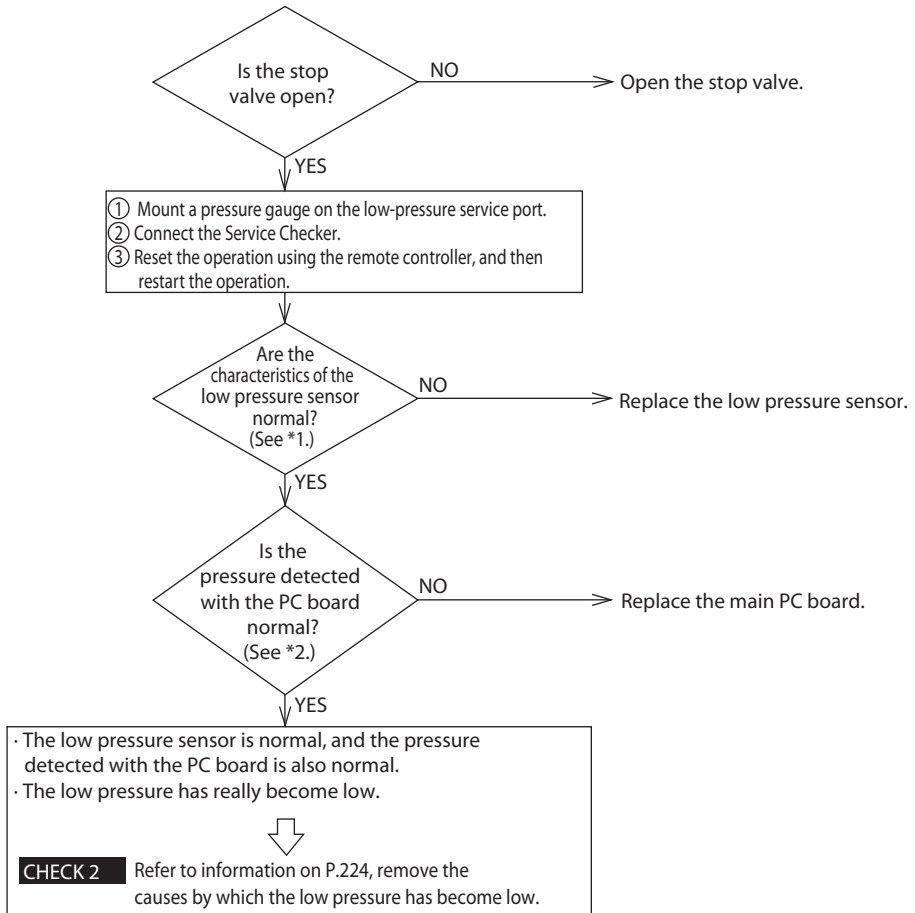 Is the stop
valve open?
NO
Open the stop valve.
YES
① Mount a pressure gauge on the low-pressure service port.
② Connect the Service Checker.
③ Reset the operation using the remote controller, and then
restart the operation.
Are the
characteristics of the
low pressure sensor
normal?
(See *1.)
NO
Replace the low pressure sensor.
YES
Is the
pressure detected
with the PC board
normal?
(See *2.)
NO
Replace the main PC board.
YES
· The low pressure sensor is normal, and the pressure
detected with the PC board is also normal.
· The low pressure has really become low.
CHECK 2 Refer to information on P.224, remove the
causes by which the low pressure has become low.